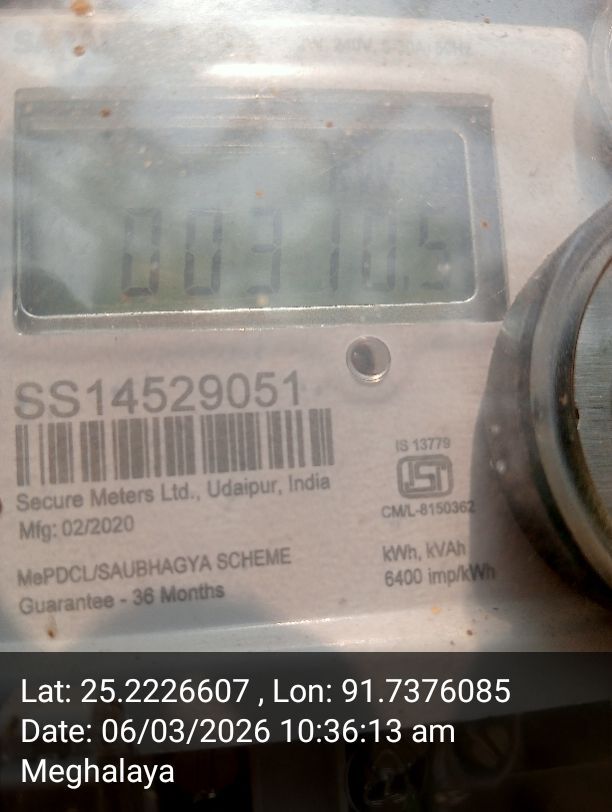 00310.5
SS14529051
IS 13779
Secure Meters Ltd., Udaipur, India
CM/L-8150362
Mfg: 02/2020
MePDCL/SAUBHAGYA SCHEME
kWh, kVAh
Guarantee - 36 Months
6400 imp/kWh
Lat: 25.2226607 , Lon: 91.7376085
Date: 06/03/2026 10:36:13 am
Meghalaya